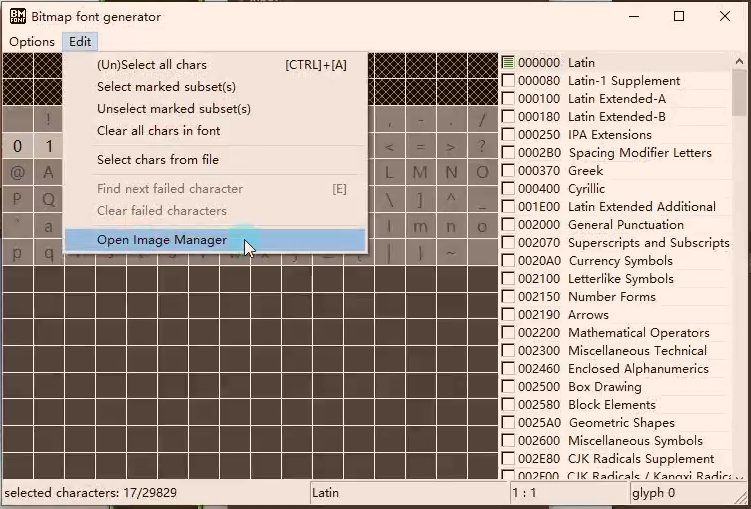 BM
FONT
Bitmap font generator
Options Edit
(Un)Select all chars [CTRL]+[A]
Select marked subset(s)
Unselect marked subset(s)
Clear all chars in font
Select chars from file
Find next failed character [E]
Clear failed characters
Open Image Manager
! , - . /
0 1 < = > ?
@ A L M N O
P Q \ ] ^ _
` a l m n o
p q | } ~
000000 Latin
000080 Latin-1 Supplement
000100 Latin Extended-A
000180 Latin Extended-B
000250 IPA Extensions
0002B0 Spacing Modifier Letters
000370 Greek
000400 Cyrillic
001E00 Latin Extended Additional
002000 General Punctuation
002070 Superscripts and Subscripts
0020A0 Currency Symbols
002100 Letterlike Symbols
002150 Number Forms
002190 Arrows
002200 Mathematical Operators
002300 Miscellaneous Technical
002460 Enclosed Alphanumerics
002500 Box Drawing
002580 Block Elements
0025A0 Geometric Shapes
002600 Miscellaneous Symbols
002E80 CJK Radicals Supplement
002F00 CJK Radicals / Kangxi Radica
selected characters: 17/29829 Latin 1 : 1 glyph 0